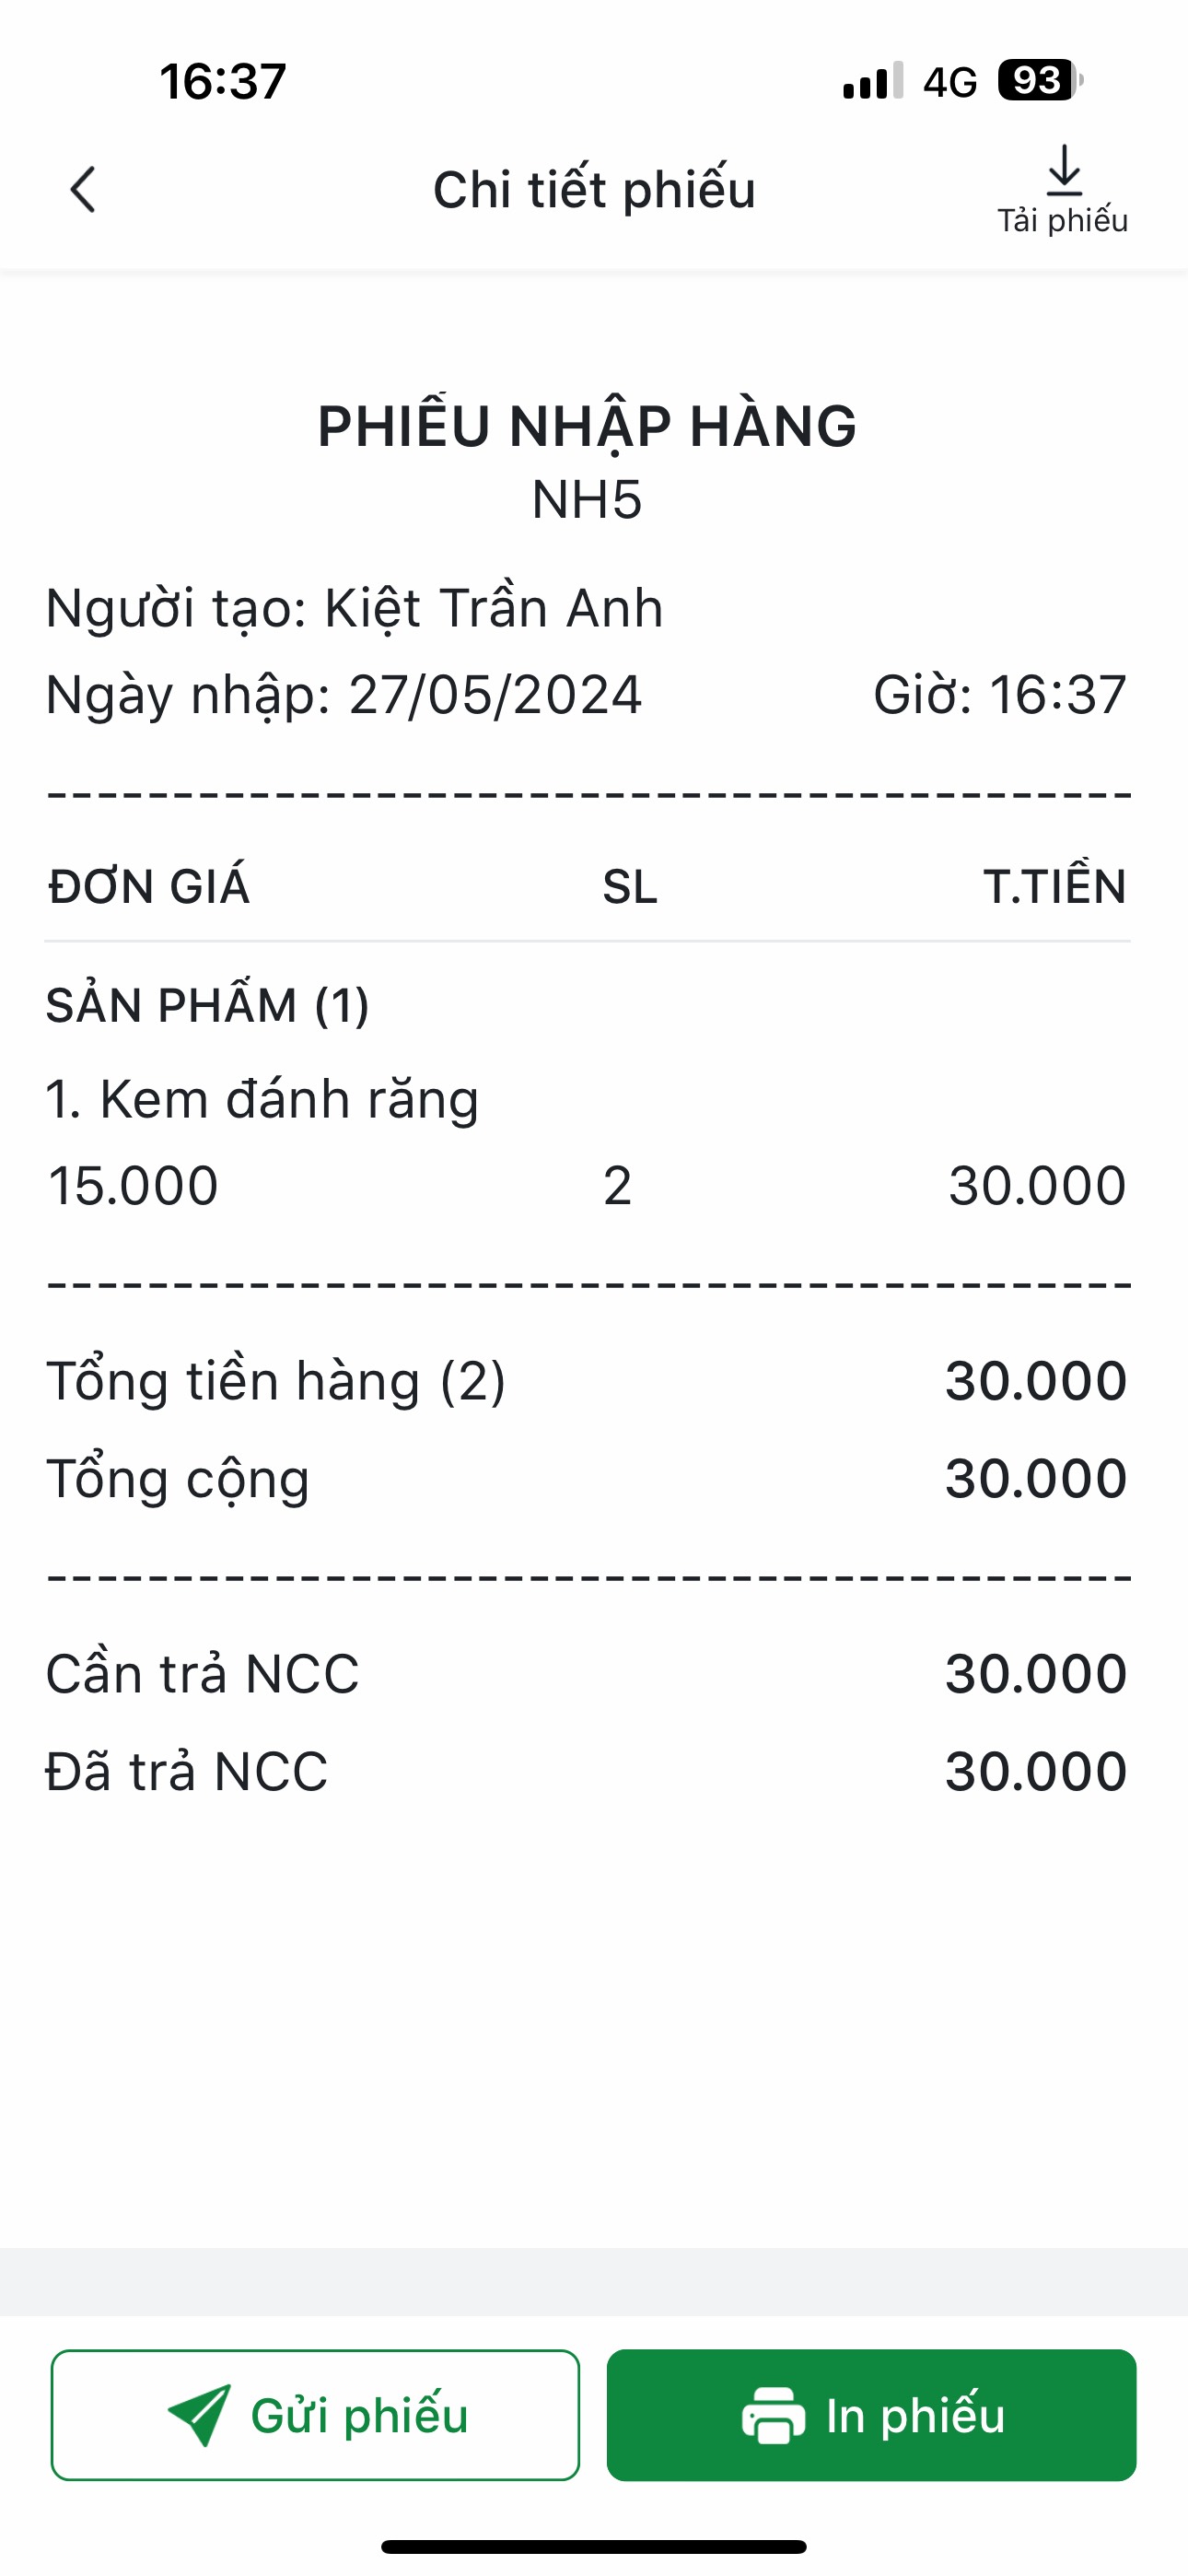 16:37 4G 93
Chi tiết phiếu
Tải phiếu
PHIẾU NHẬP HÀNG
NH5
Người tạo: Kiệt Trần Anh
Ngày nhập: 27/05/2024 Giờ: 16:37
ĐƠN GIÁ SL T.TIỀN
SẢN PHẨM (1)
1. Kem đánh răng
15.000 2 30.000
Tổng tiền hàng (2) 30.000
Tổng cộng 30.000
Cần trả NCC 30.000
Đã trả NCC 30.000
Gửi phiếu In phiếu